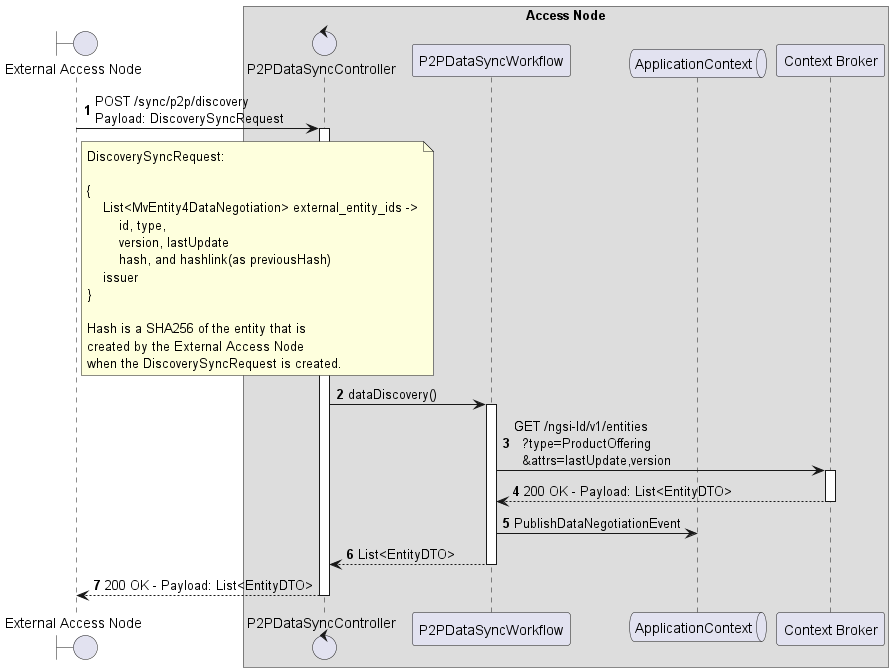 Access Node
External Access Node
P2PDataSyncController
P2PDataSyncWorkflow
ApplicationContext
Context Broker
1 POST /sync/p2p/discovery
Payload: DiscoverySyncRequest
DiscoverySyncRequest:
{
List<MvEntity4DataNegotiation> external_entity_ids ->
id, type,
version, lastUpdate
hash, and hashlink(as previousHash)
issuer
}
Hash is a SHA256 of the entity that is
created by the External Access Node
when the DiscoverySyncRequest is created.
2 dataDiscovery()
GET /ngsi-ld/v1/entities
3 ?type=ProductOffering
&attrs=lastUpdate,version
4 200 OK - Payload: List<EntityDTO>
5 PublishDataNegotiationEvent
6 List<EntityDTO>
7 200 OK - Payload: List<EntityDTO>
External Access Node
P2PDataSyncController
P2PDataSyncWorkflow
ApplicationContext
Context Broker